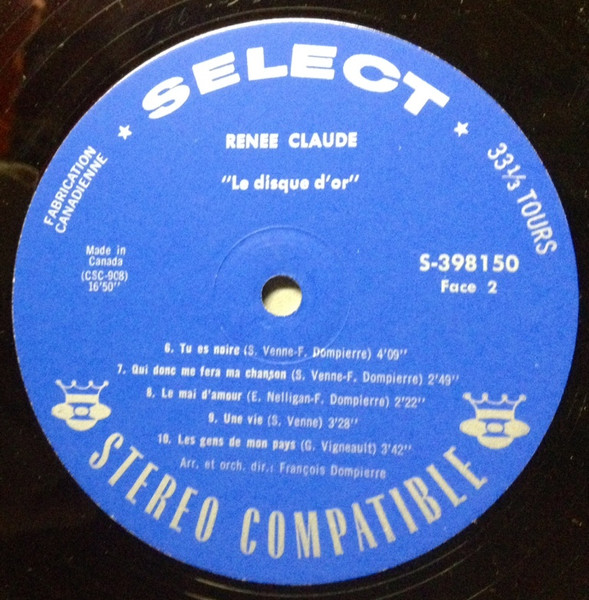 SELECT
RENEE CLAUDE
"Le disque d'or"
FABRICATION
CANADIENNE
33⅓ TOURS
Made in
Canada
(CSC-908)
16'50"
S-398150
Face 2
6. Tu es noire (S. Venne-F. Dompierre) 4'09"
7. Qui donc me fera ma chanson (S. Venne-F. Dompierre) 2'49"
8. Le mai d'amour (E. Nelligan-F. Dompierre) 2'22"
9. Une vie (S. Venne) 3'28"
10. Les gens de mon pays (G. Vigneault) 3'42"
Arr. et orch. dir.: François Dompierre
STEREO COMPATIBLE